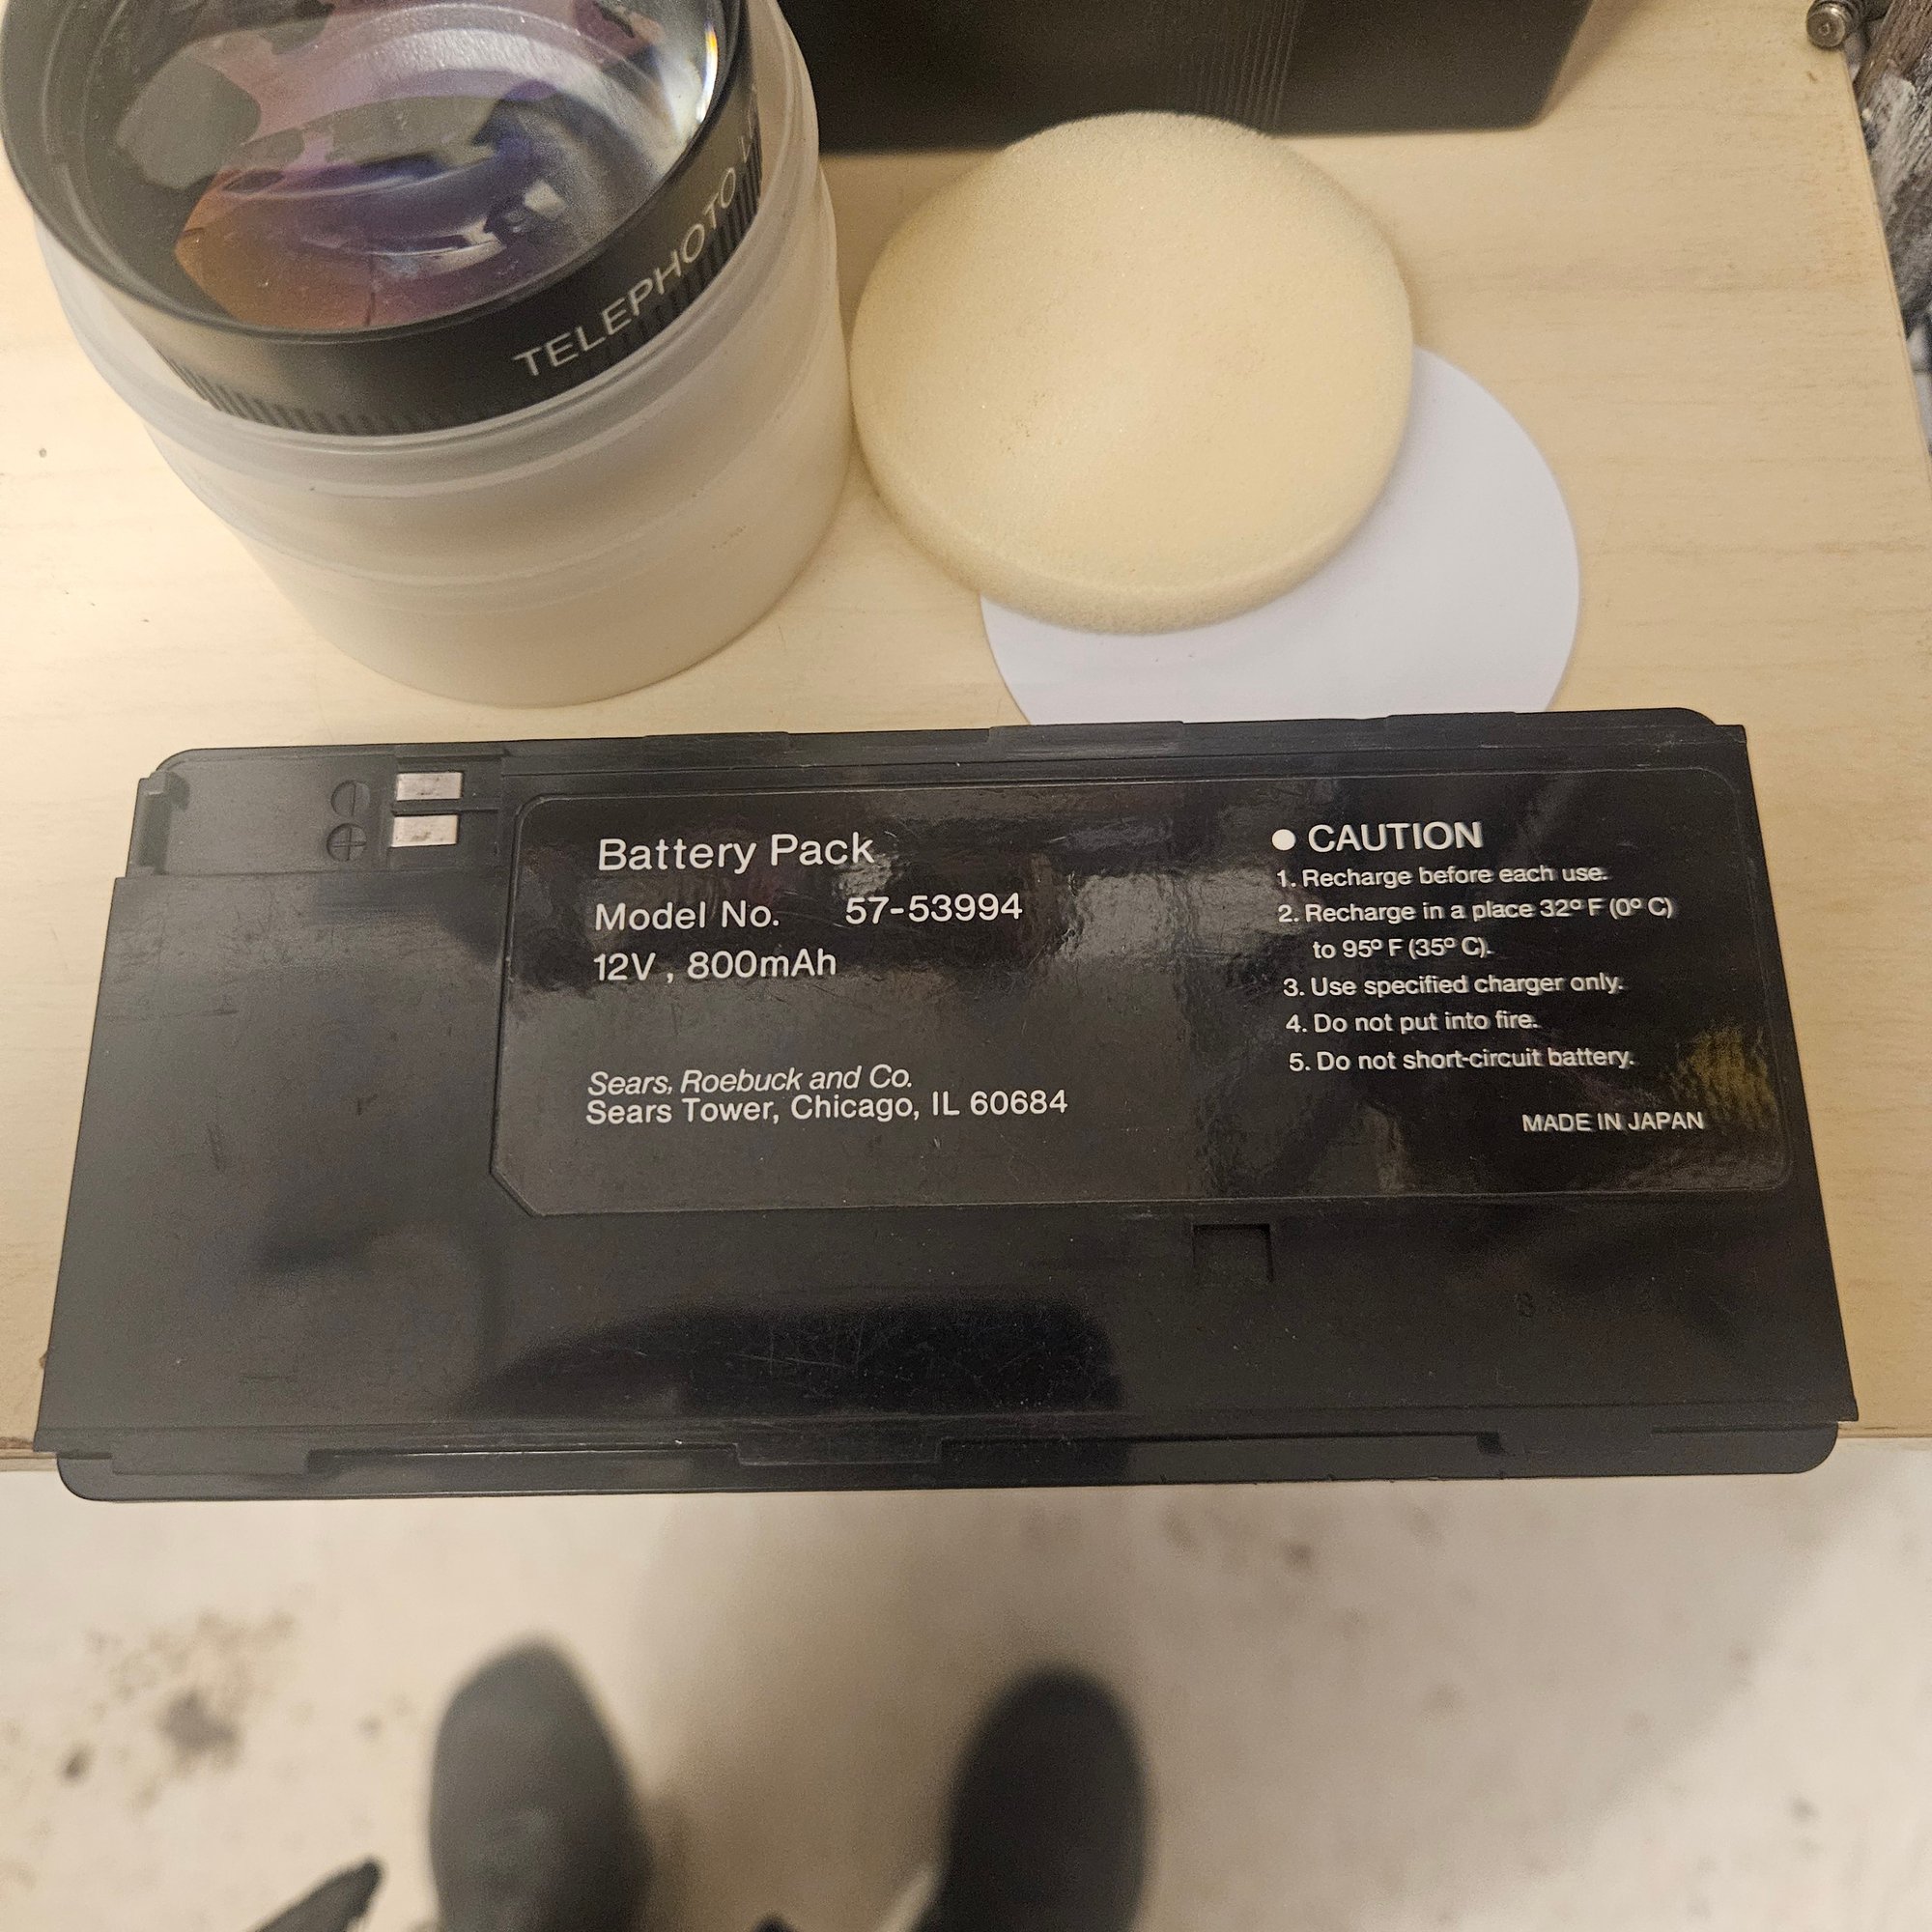 TELEPHOTO
⊖
⊕
Battery Pack
Model No. 57-53994
12V , 800mAh
Sears, Roebuck and Co.
Sears Tower, Chicago, IL 60684
● CAUTION
1. Recharge before each use.
2. Recharge in a place 32° F (0° C)
to 95° F (35° C).
3. Use specified charger only.
4. Do not put into fire.
5. Do not short-circuit battery.
MADE IN JAPAN